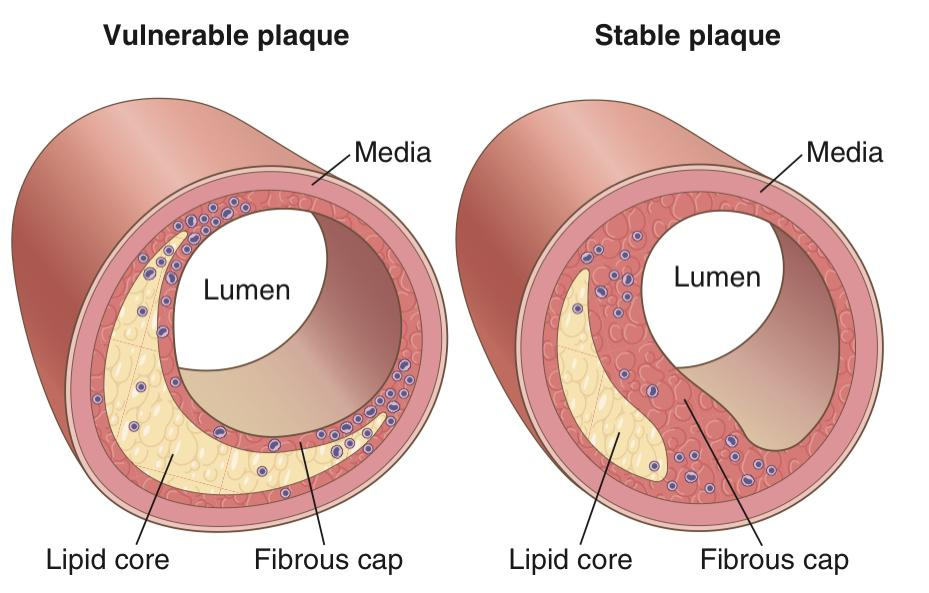 Vulnerable plaque
Stable plaque
Media
Media
Lumen
Lumen
Lipid core
Fibrous cap
Lipid core
Fibrous cap